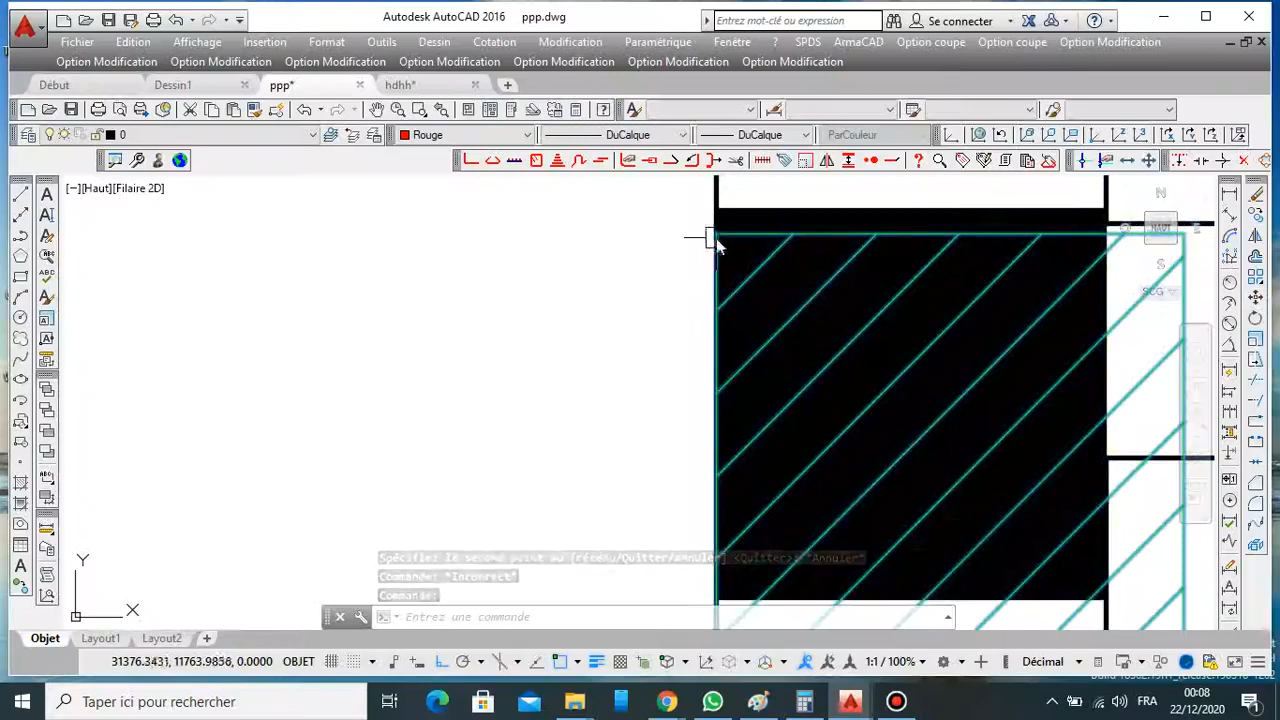 Autodesk AutoCAD 2016 ppp.dwg
Entrez mot-clé ou expression
Se connecter
Fichier Edition Affichage Insertion Format Outils Dessin Cotation Modification Paramétrique Fenêtre ? SPDS ArmaCAD Option coupe Option coupe Option Modification
Option Modification Option Modification Option Modification Option Modification Option Modification Option Modification Option Modification
Début Dessin1 ppp* hdhh*
0 Rouge DuCalque DuCalque ParCouleur
[−][Haut][Filaire 2D]
N
HAUT
S
SCG
Y
X
Commande: *Incorrect*
Commande:
Entrez une commande
Objet Layout1 Layout2 +
31376.3431, 11763.9858, 0.0000 OBJET
1:1 / 100% Décimal
Taper ici pour rechercher
FRA
00:08
22/12/2020